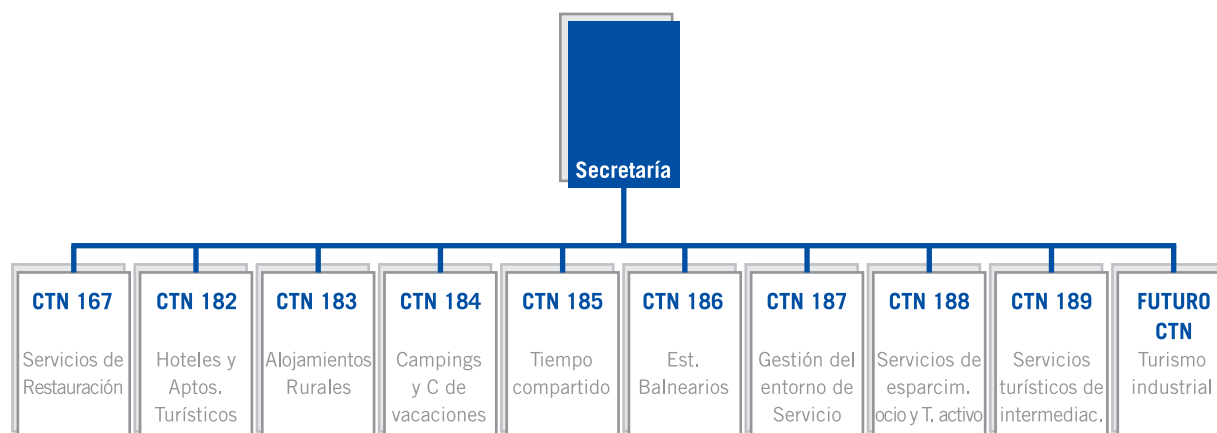 Secretaría
CTN 167
Servicios de
Restauración
CTN 182
Hoteles y
Aptos.
Turísticos
CTN 183
Alojamientos
Rurales
CTN 184
Campings
y C de
vacaciones
CTN 185
Tiempo
compartido
CTN 186
Est.
Balnearios
CTN 187
Gestión del
entorno de
Servicio
CTN 188
Servicios de
esparcim.
ocio y T. activo
CTN 189
Servicios
turísticos de
intermediac.
FUTURO
CTN
Turismo
industrial